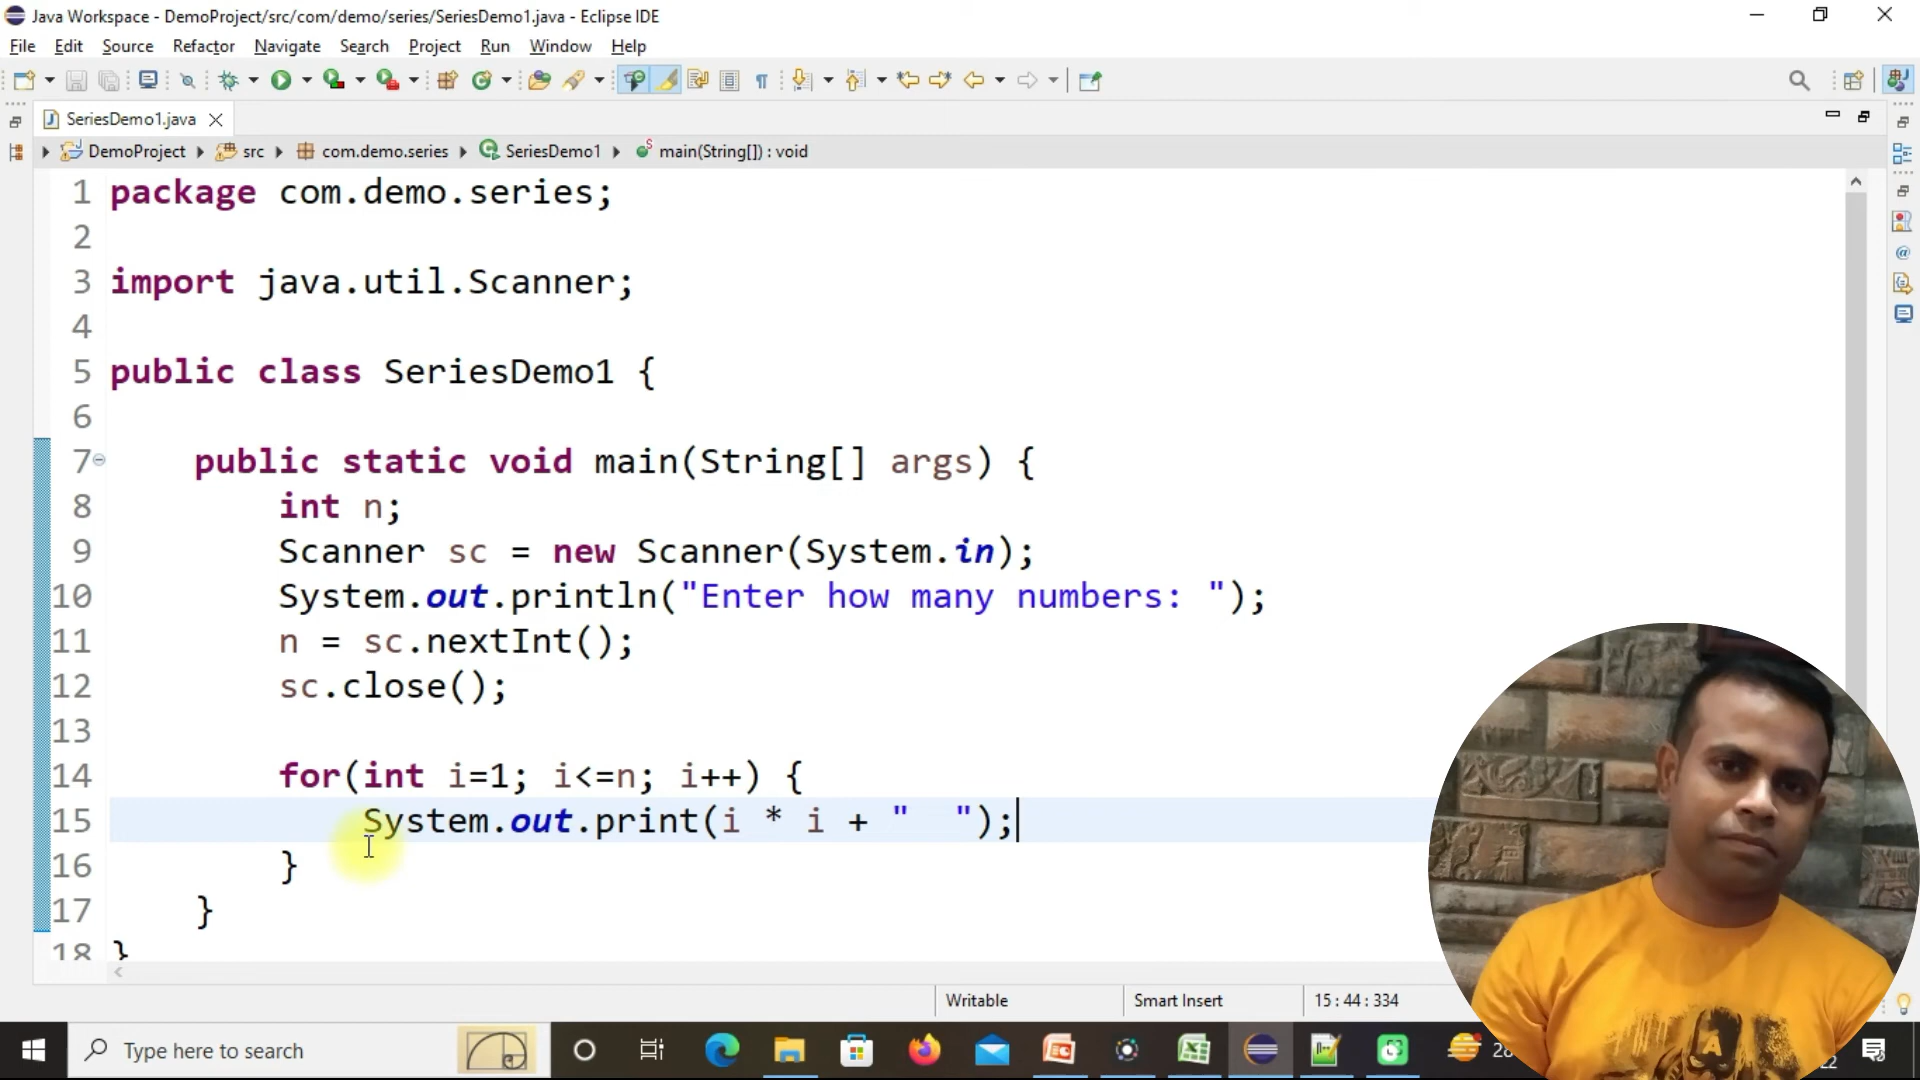 Java Workspace - DemoProject/src/com/demo/series/SeriesDemo1.java - Eclipse IDE
File Edit Source Refactor Navigate Search Project Run Window Help
SeriesDemo1.java
DemoProject src com.demo.series SeriesDemo1 main(String[]) : void
1 package com.demo.series;
2
3 import java.util.Scanner;
4
5 public class SeriesDemo1 {
6
7 public static void main(String[] args) {
8 int n;
9 Scanner sc = new Scanner(System.in);
10 System.out.println("Enter how many numbers: ");
11 n = sc.nextInt();
12 sc.close();
13
14 for(int i=1; i<=n; i++) {
15 System.out.print(i * i + "  ");
16 }
17 }
18 }
Writable Smart Insert 15 : 44 : 334
Type here to search